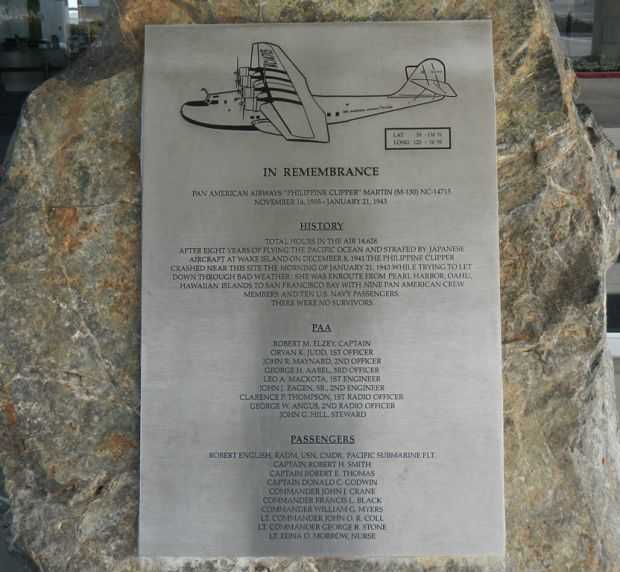 LAT
LONG
IN REMEMBRANCE
PAN AMERICAN AIRWAYS "PHILIPPINE CLIPPER" MARTIN (M-130) NC-14715
NOVEMBER 14, 1935 - JANUARY 21, 1943
HISTORY
TOTAL HOURS IN THE AIR 14,628
AFTER EIGHT YEARS OF FLYING THE PACIFIC OCEAN AND STRAFED BY JAPANESE
AIRCRAFT AT WAKE ISLAND ON DECEMBER 8, 1941 THE PHILIPPINE CLIPPER
CRASHED NEAR THIS SITE THE MORNING OF JANUARY 21, 1943 WHILE TRYING TO LET
DOWN THROUGH BAD WEATHER. SHE WAS ENROUTE FROM PEARL HARBOR, OAHU,
HAWAIIAN ISLANDS TO SAN FRANCISCO BAY WITH NINE PAN AMERICAN CREW
MEMBERS AND TEN U.S. NAVY PASSENGERS.
THERE WERE NO SURVIVORS.
PAA
ROBERT M. ELZEY, CAPTAIN
ORVAN K. JUDD, 1ST OFFICER
JOHN R. MAYNARD, 2ND OFFICER
GEORGE H. AABEL, 3RD OFFICER
LEO A. MACKOTA, 1ST ENGINEER
JOHN J. EAGEN, SR., 2ND ENGINEER
CLARENCE P. THOMPSON, 1ST RADIO OFFICER
GEORGE W. ANGUS, 2ND RADIO OFFICER
JOHN G. HILL, STEWARD
PASSENGERS
ROBERT ENGLISH, RADM, USN, CMDR, PACIFIC SUBMARINE FLT.
CAPTAIN ROBERT H. SMITH
CAPTAIN ROBERT E. THOMAS
CAPTAIN DONALD C. GODWIN
COMMANDER JOHN J. CRANE
COMMANDER FRANCIS L. BLACK
COMMANDER WILLIAM G. MYERS
LT. COMMANDER JOHN O. R. COLL
LT. COMMANDER GEORGE R. STONE
LT. EDNA O. MORROW, NURSE